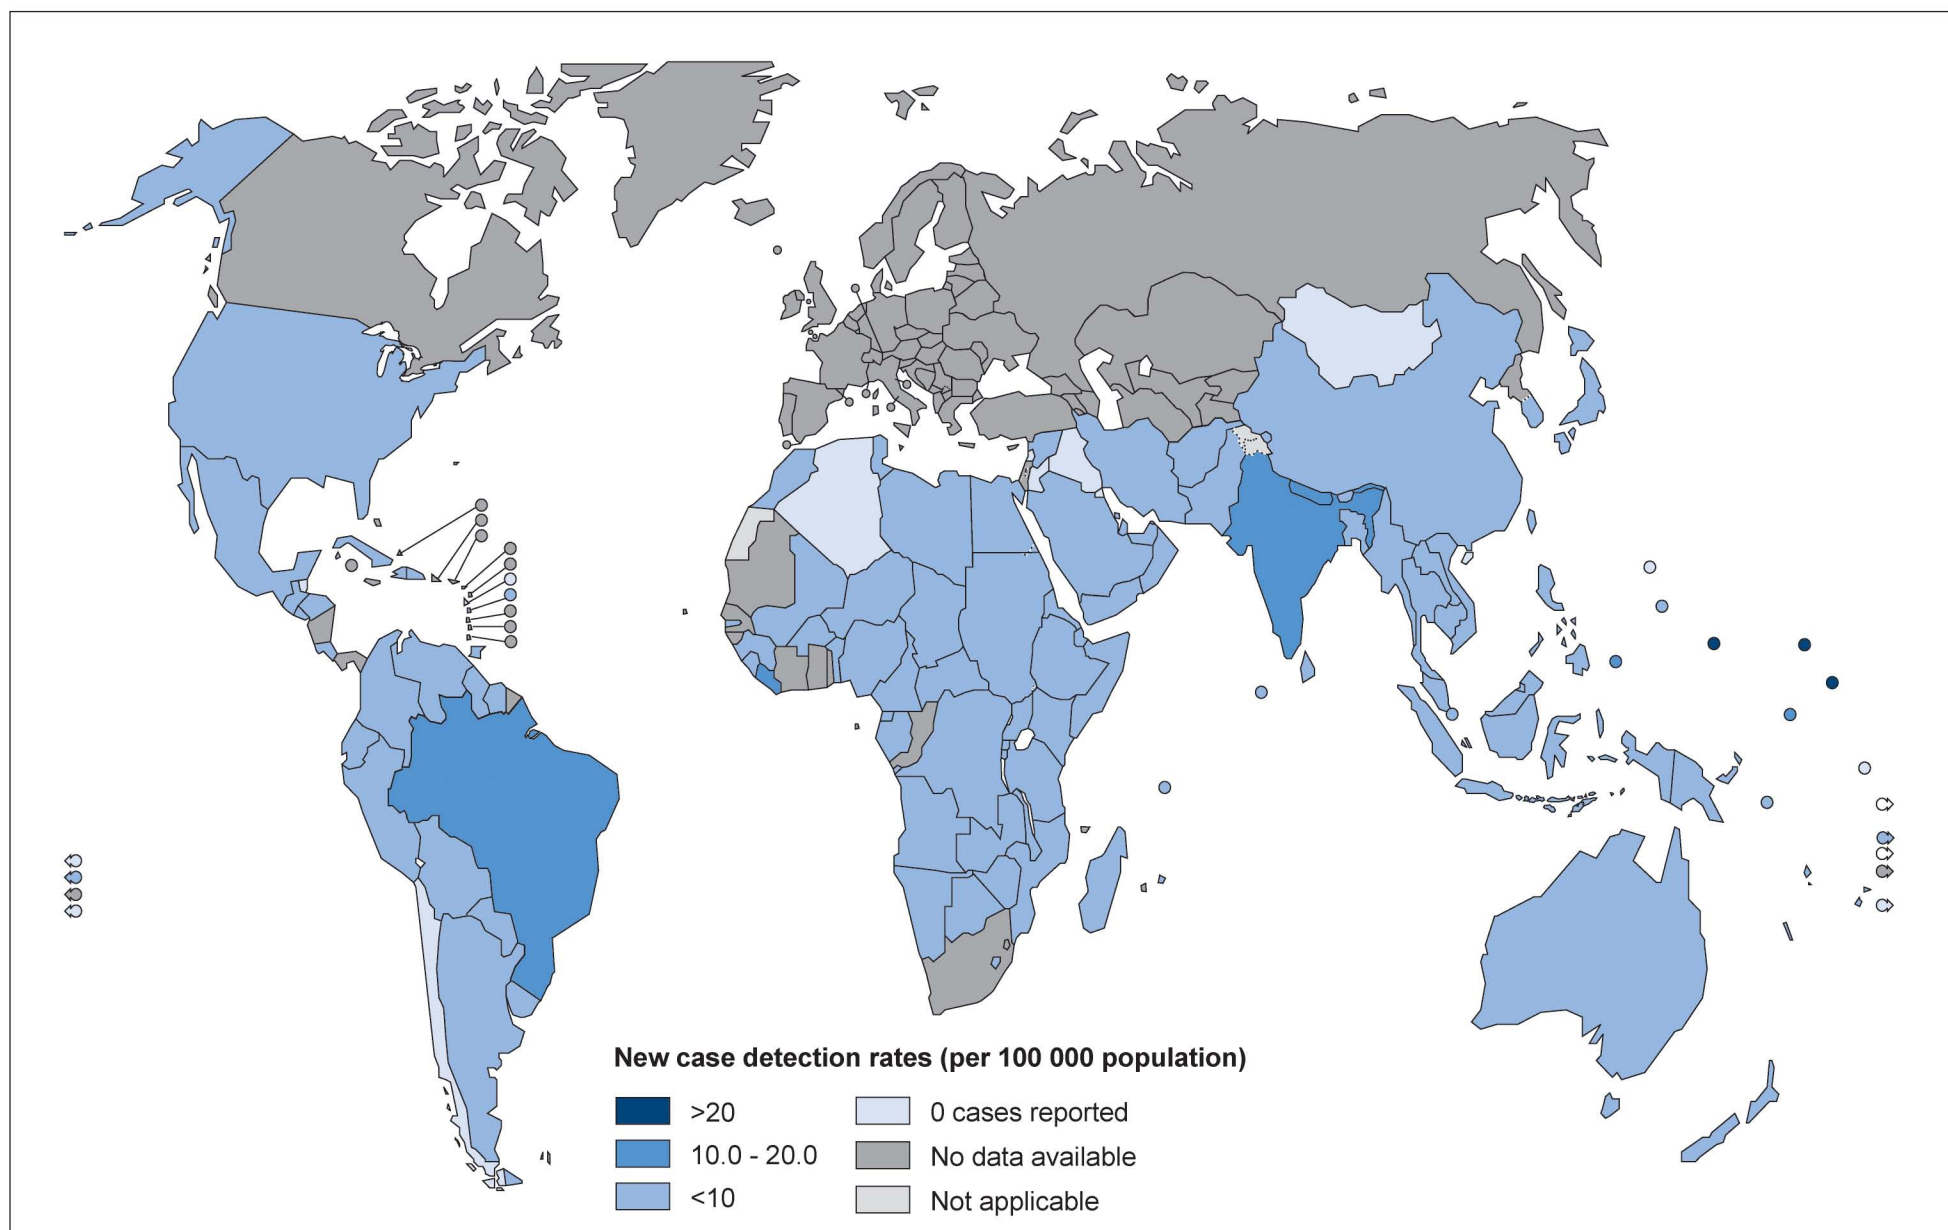 New case detection rates (per 100 000 population)
>20
10.0 - 20.0
<10
0 cases reported
No data available
Not applicable